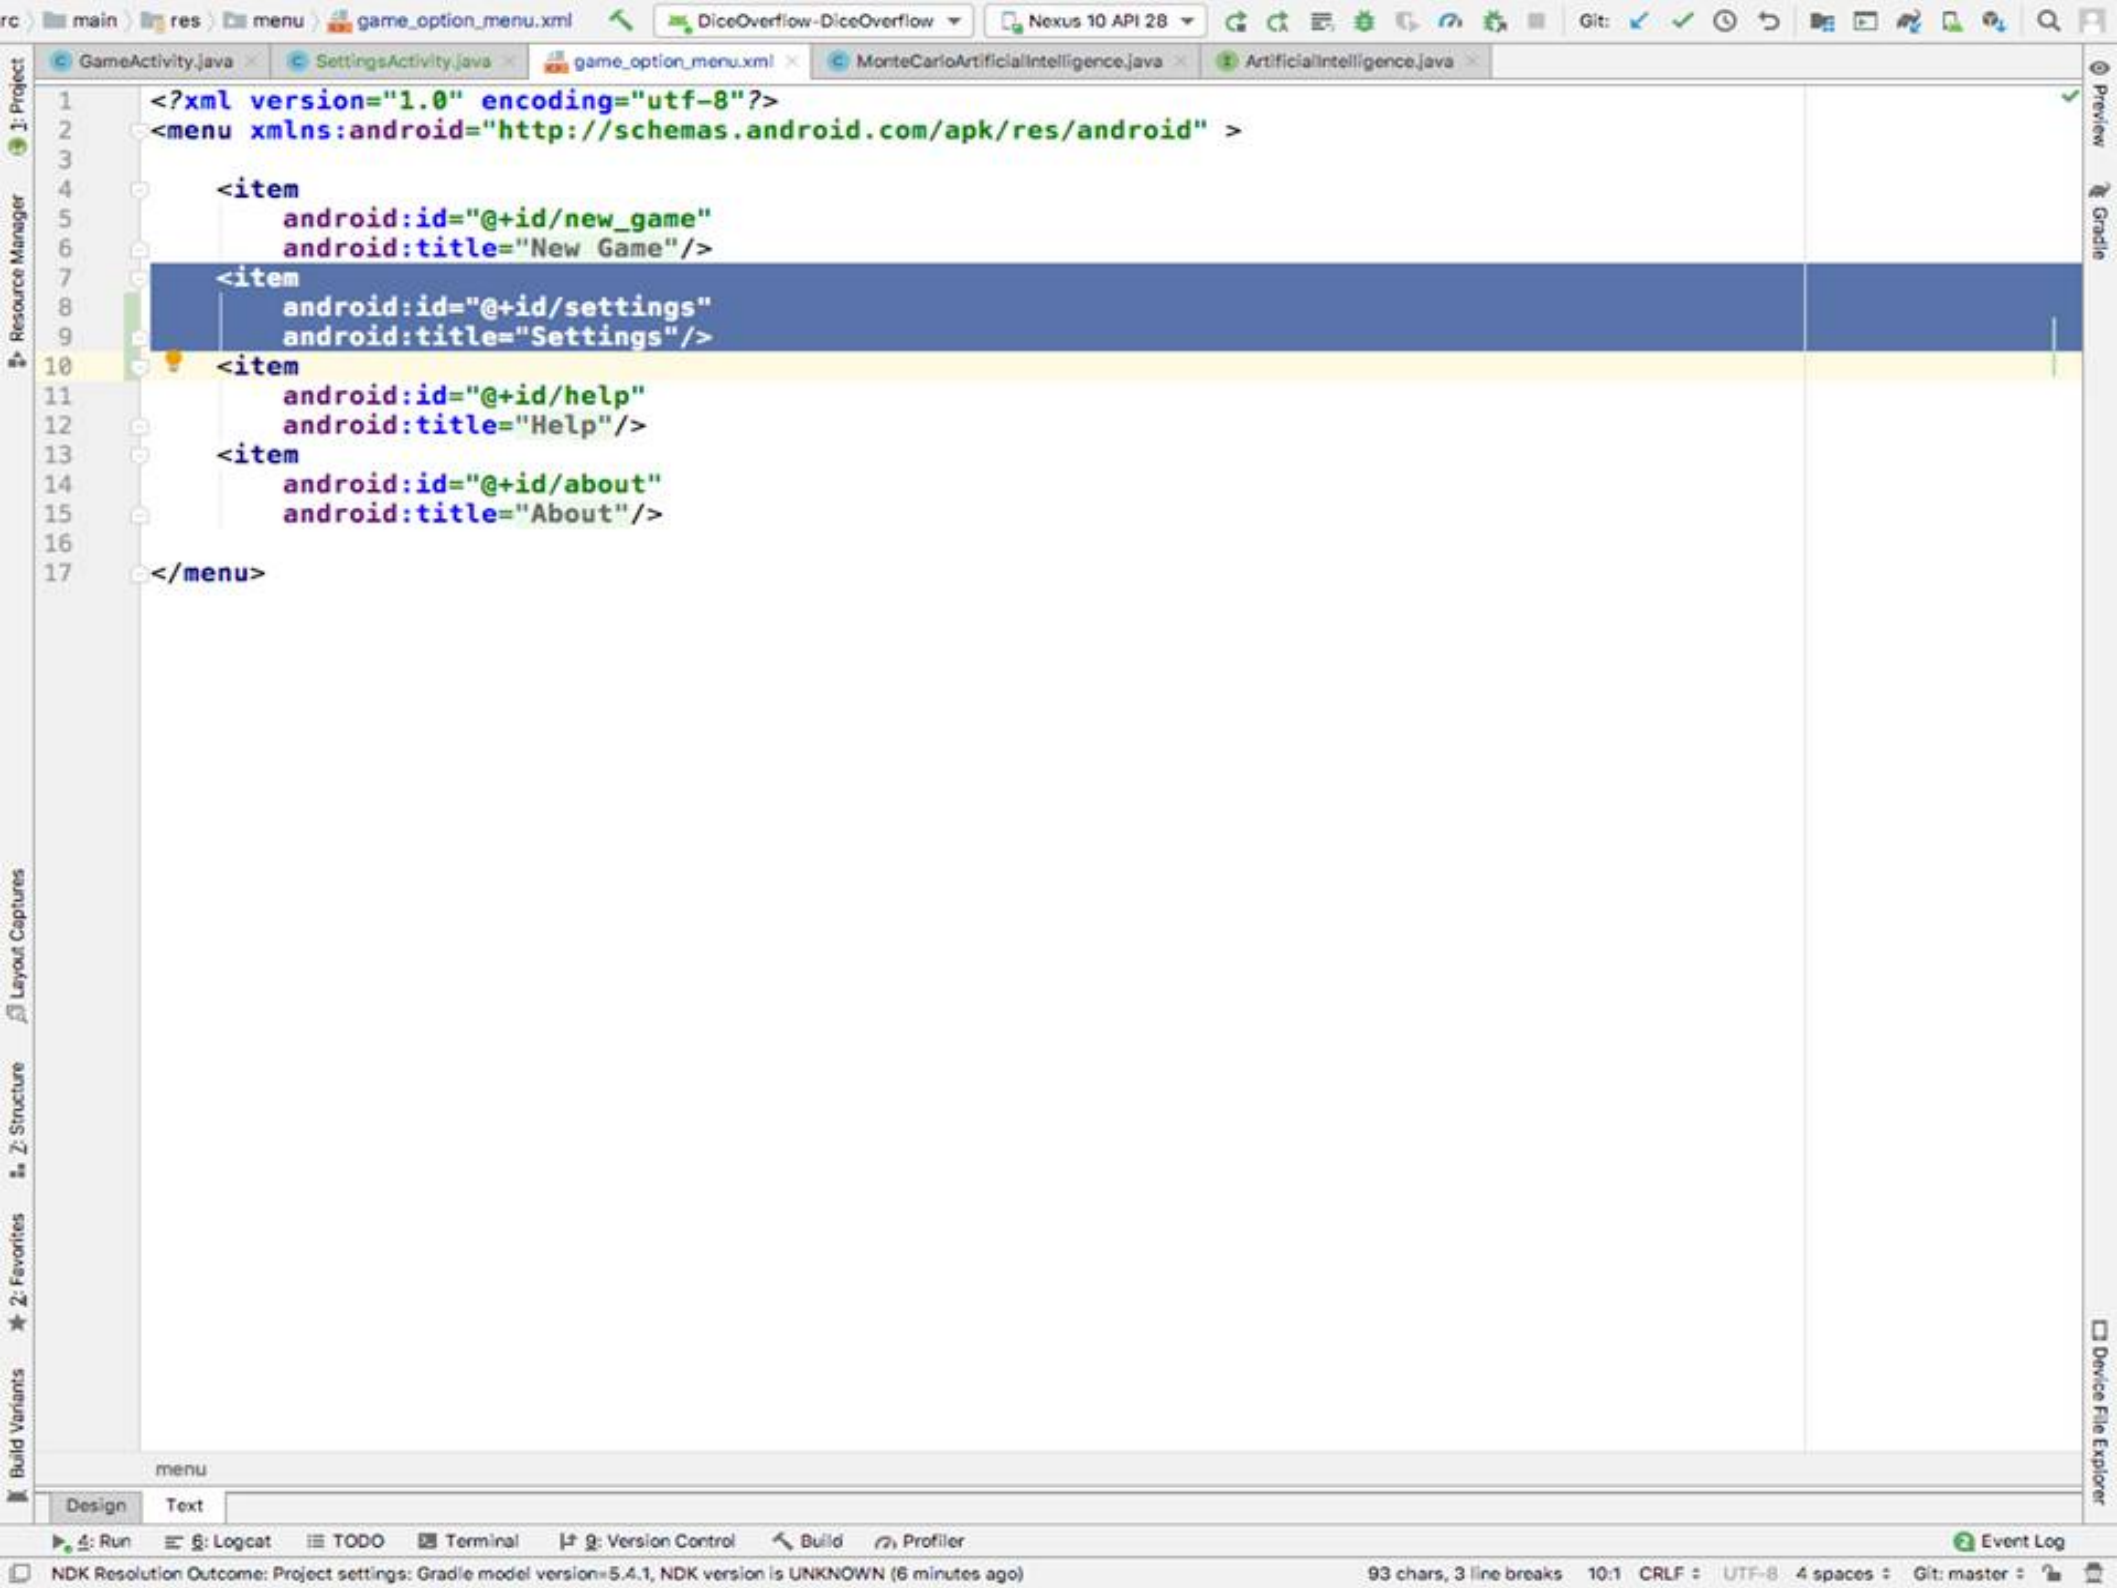 rc main res menu game_option_menu.xml DiceOverflow-DiceOverflow Nexus 10 API 28 Git:
GameActivity.java SettingsActivity.java game_option_menu.xml MonteCarloArtificialIntelligence.java ArtificialIntelligence.java
1 <?xml version="1.0" encoding="utf-8"?>
2 <menu xmlns:android="http://schemas.android.com/apk/res/android" >
3
4 <item
5 android:id="@+id/new_game"
6 android:title="New Game"/>
7 <item
8 android:id="@+id/settings"
9 android:title="Settings"/>
10 <item
11 android:id="@+id/help"
12 android:title="Help"/>
13 <item
14 android:id="@+id/about"
15 android:title="About"/>
16
17 </menu>
1: Project
Resource Manager
Layout Captures
Z: Structure
2: Favorites
Build Variants
Preview
Gradle
Device File Explorer
menu
Design Text
4: Run 6: Logcat TODO Terminal 9: Version Control Build Profiler 2 Event Log
NDK Resolution Outcome: Project settings: Gradle model version=5.4.1, NDK version is UNKNOWN (6 minutes ago) 93 chars, 3 line breaks 10:1 CRLF UTF-8 4 spaces Git: master